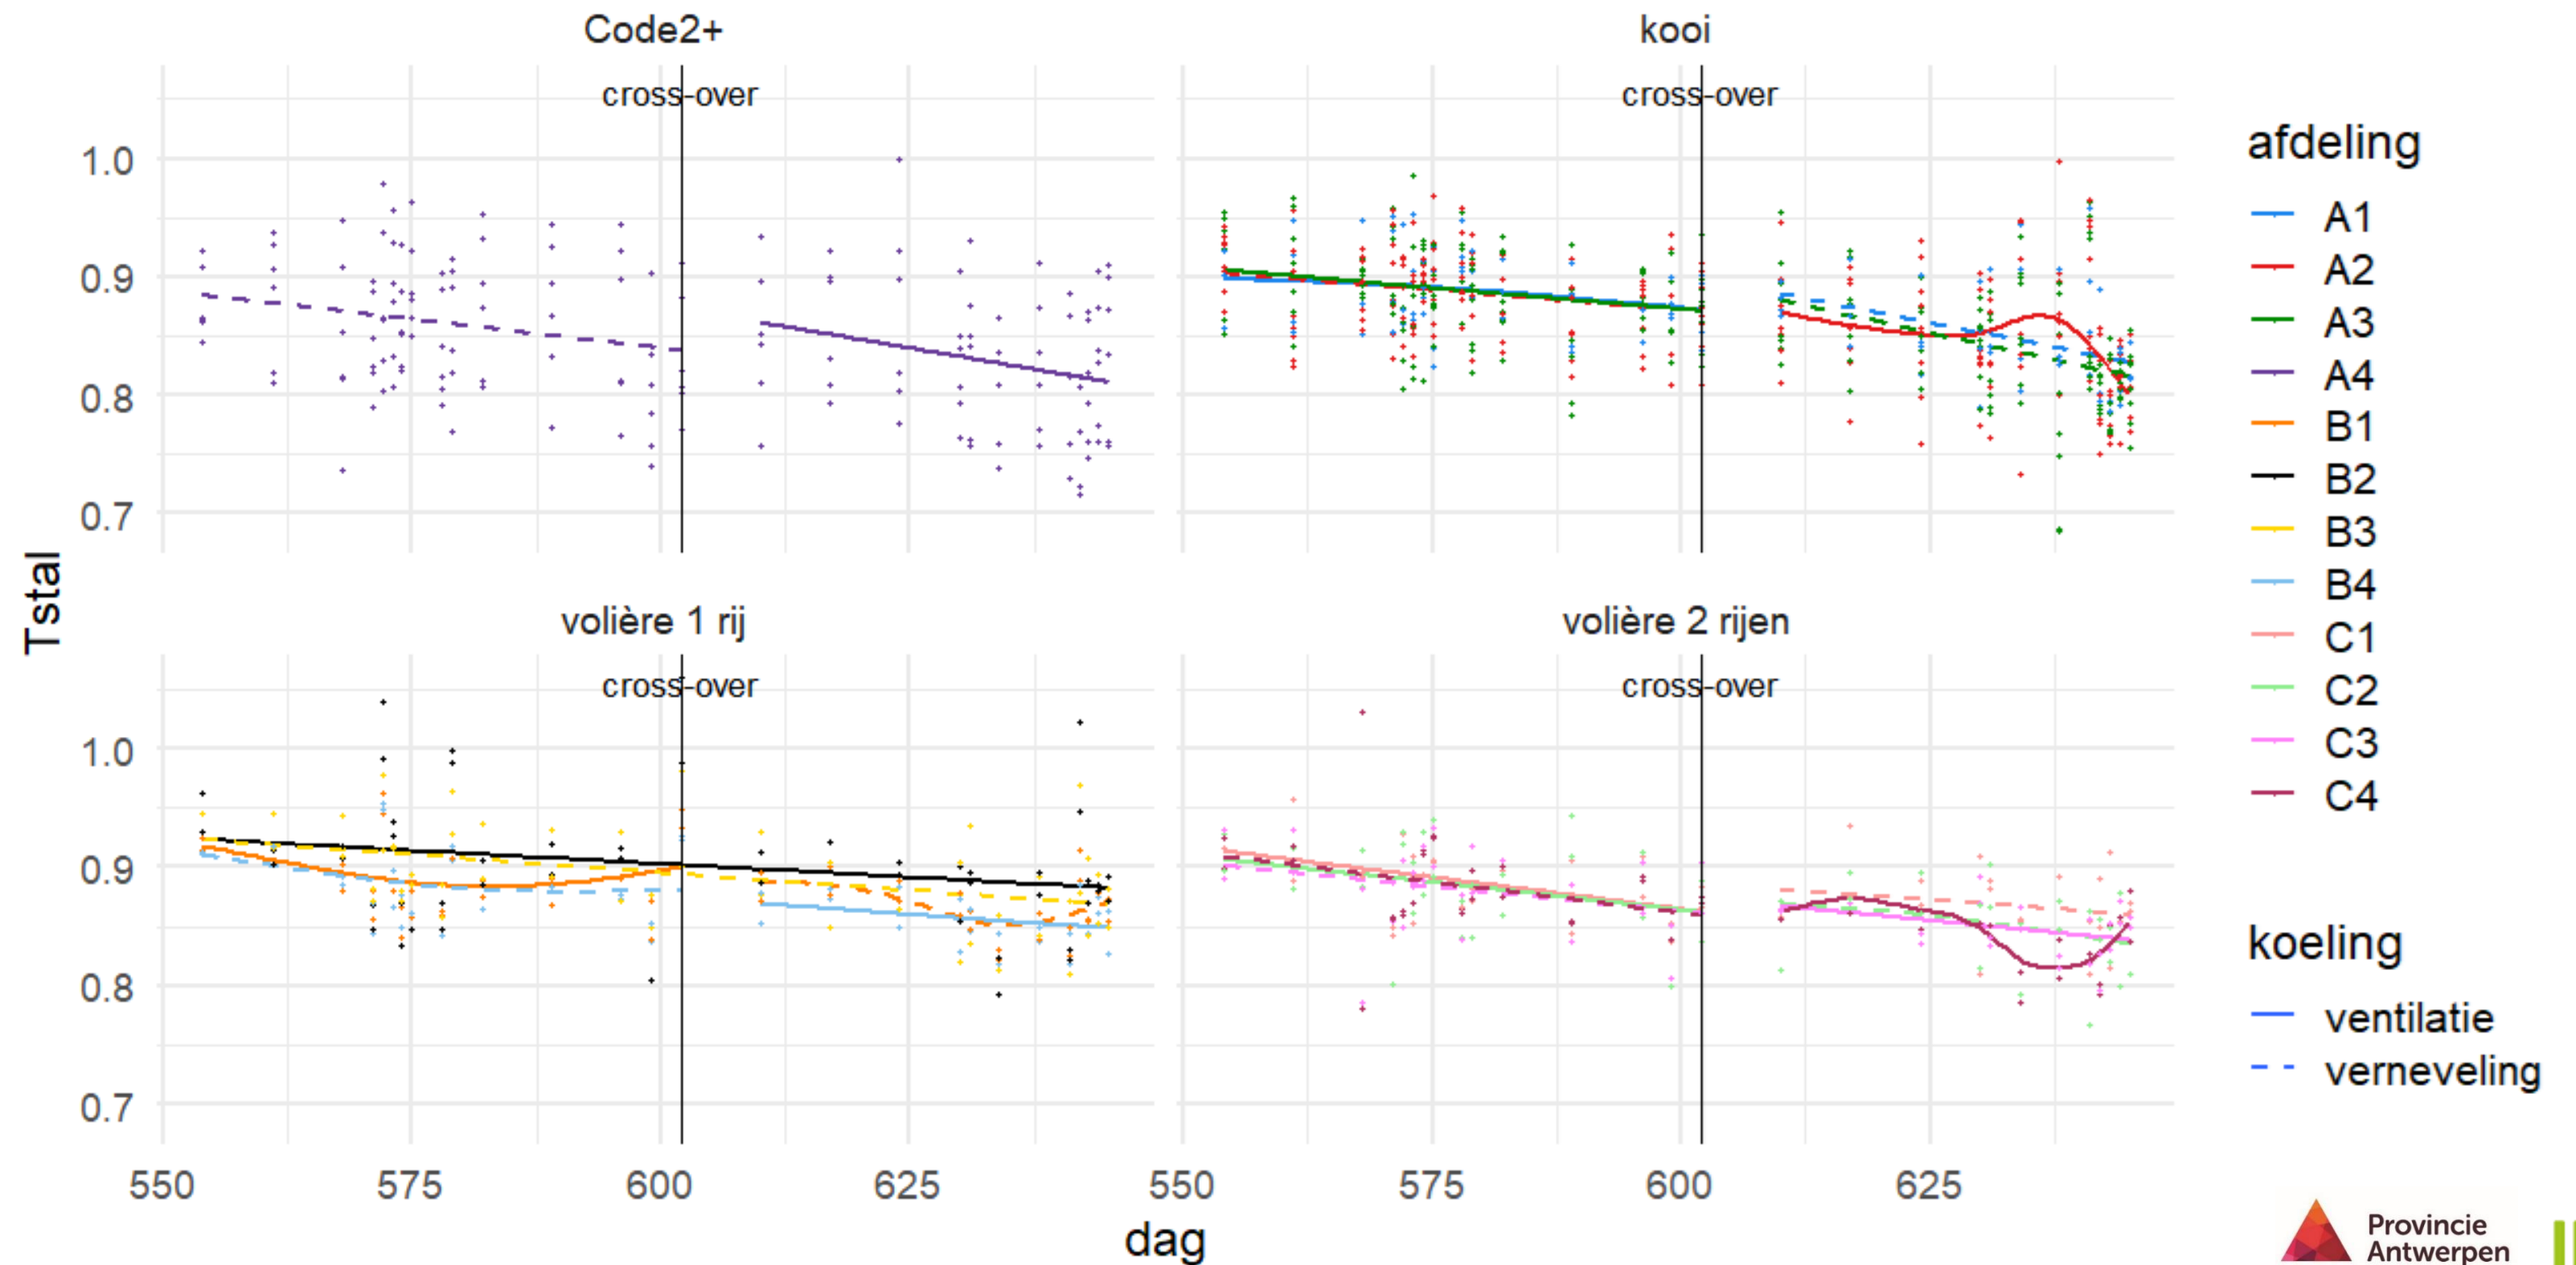 Code2+
kooi
cross-over
cross-over
1.0
0.9
0.8
0.7
Tstal
volière 1 rij
volière 2 rijen
cross-over
cross-over
1.0
0.9
0.8
0.7
550
575
600
625
550
575
600
625
dag
afdeling
A1
A2
A3
A4
B1
B2
B3
B4
C1
C2
C3
C4
koeling
ventilatie
verneveling
Provincie
Antwerpen